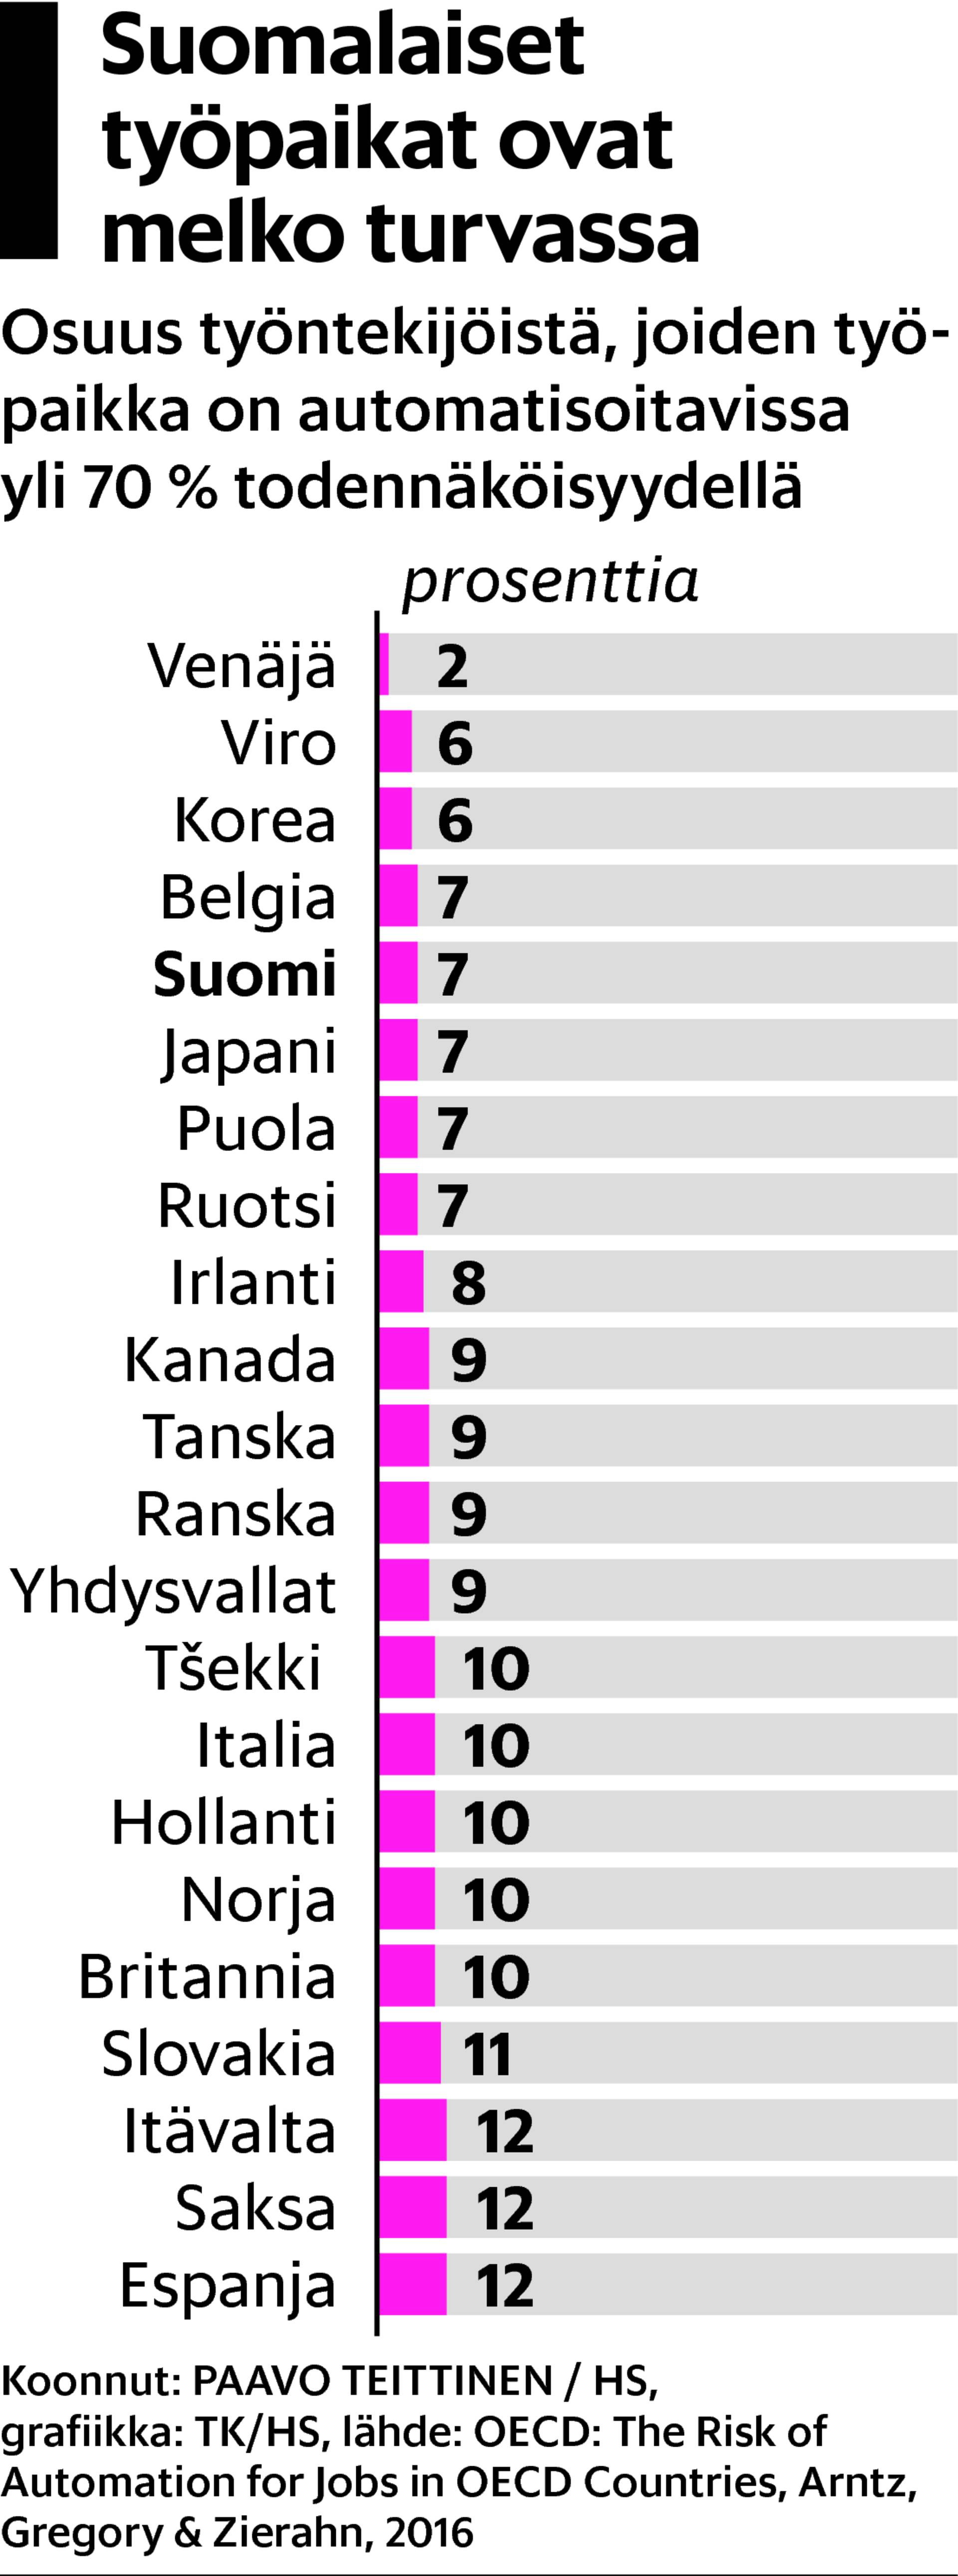 Suomalaiset
työpaikat ovat
melko turvassa
Osuus työntekijöistä, joiden työ-
paikka on automatisoitavissa
yli 70 % todennäköisyydellä
prosenttia
Venäjä 2
Viro 6
Korea 6
Belgia 7
Suomi 7
Japani 7
Puola 7
Ruotsi 7
Irlanti 8
Kanada 9
Tanska 9
Ranska 9
Yhdysvallat 9
Tšekki 10
Italia 10
Hollanti 10
Norja 10
Britannia 10
Slovakia 11
Itävalta 12
Saksa 12
Espanja 12
Koonnut: PAAVO TEITTINEN / HS,
grafiikka: TK/HS, lähde: OECD: The Risk of
Automation for Jobs in OECD Countries, Arntz,
Gregory & Zierahn, 2016